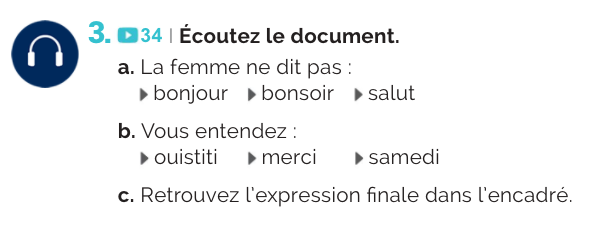 3. 34 | Écoutez le document.
a. La femme ne dit pas :
bonjour bonsoir salut
b. Vous entendez :
ouistiti merci samedi
c. Retrouvez l'expression finale dans l'encadré.